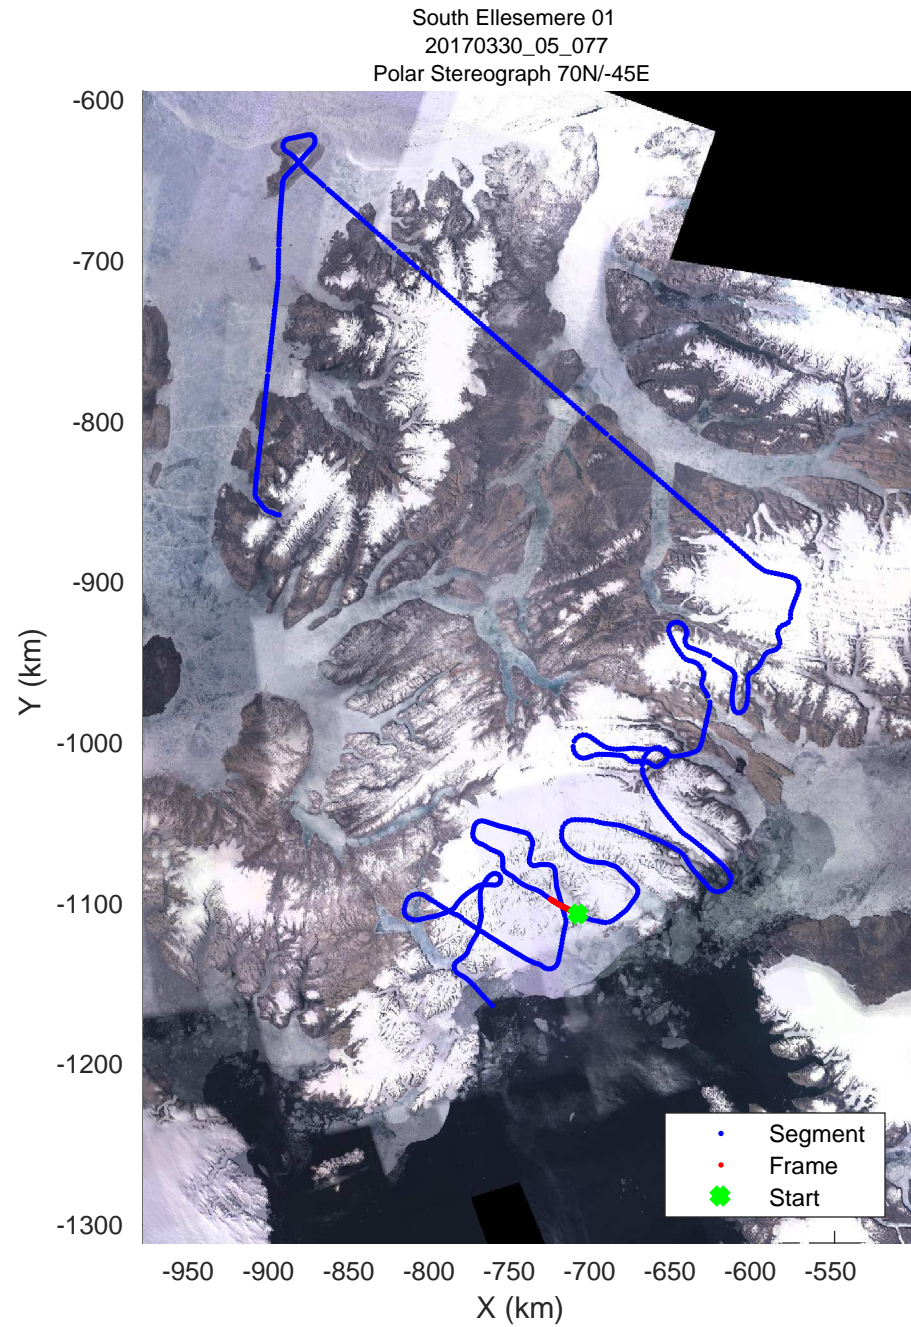 South Ellesemere 01
20170330_05_077
Polar Stereograph 70N/-45E
-600
-700
-800
-900
-1000
-1100
-1200
-1300
Y (km)
-950 -900 -850 -800 -750 -700 -650 -600 -550
X (km)
Segment
Frame
Start